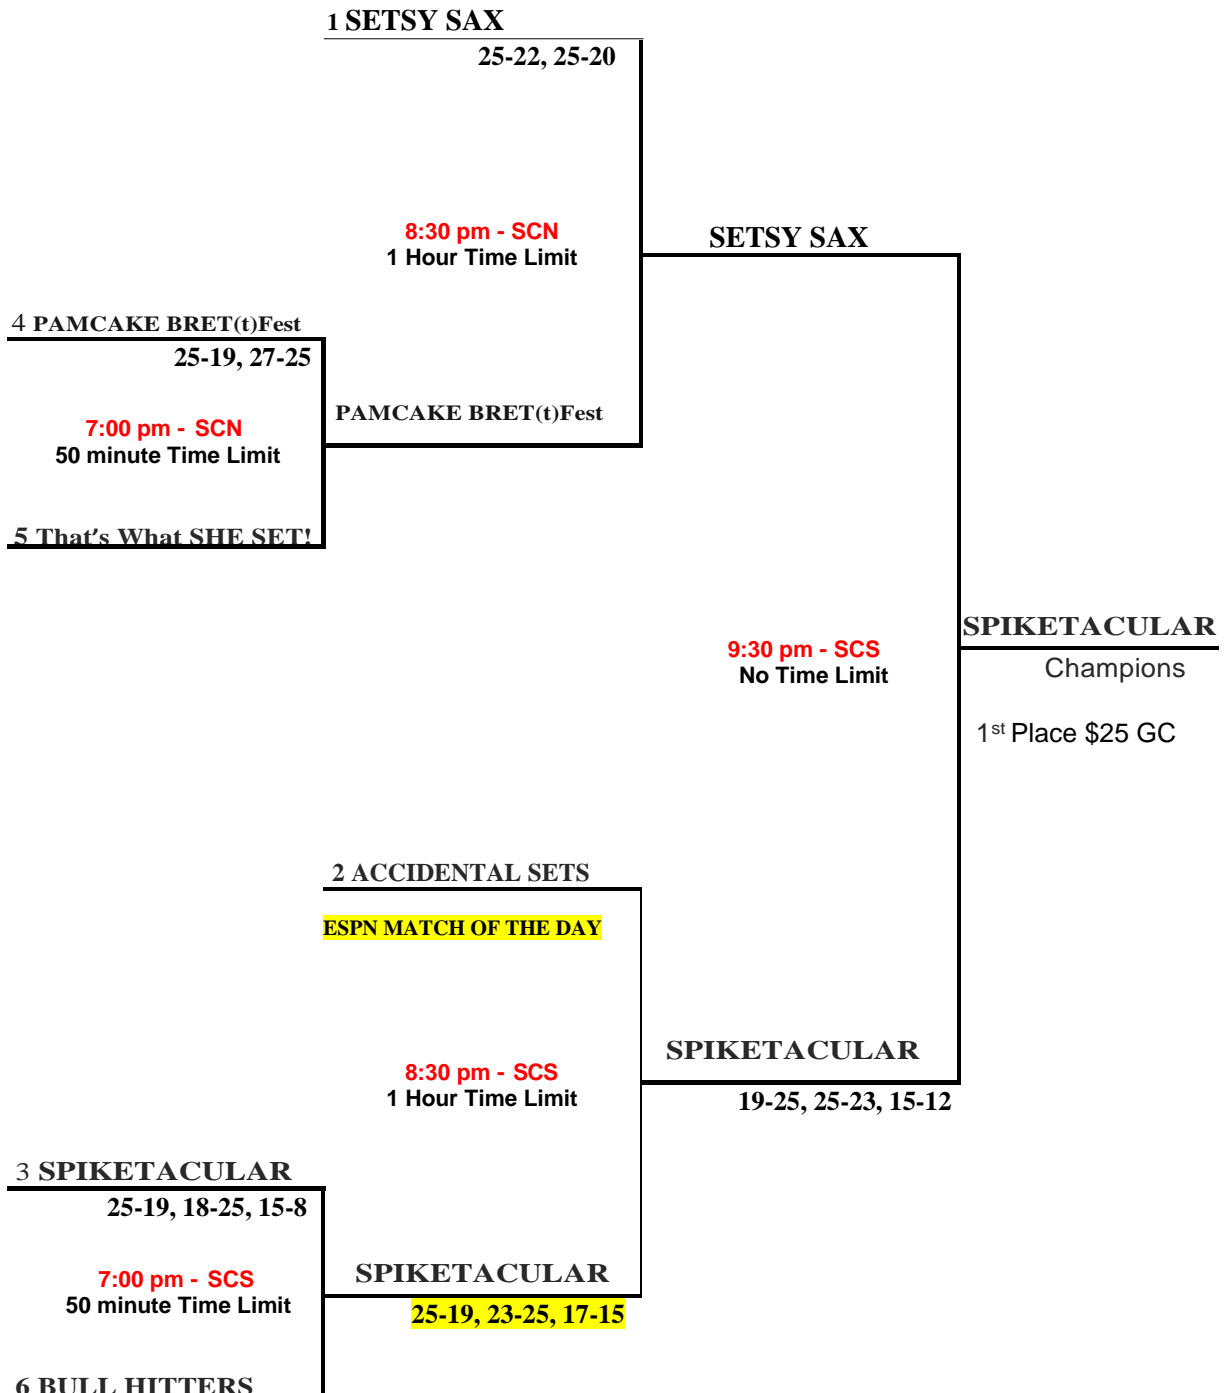 1 SETSY SAX
25-22, 25-20
8:30 pm - SCN
1 Hour Time Limit
SETSY SAX
4 PAMCAKE BRET(t)Fest
25-19, 27-25
7:00 pm - SCN
50 minute Time Limit
PAMCAKE BRET(t)Fest
5 That's What SHE SET!
9:30 pm - SCS
No Time Limit
SPIKETACULAR
Champions
1st Place $25 GC
2 ACCIDENTAL SETS
ESPN MATCH OF THE DAY
8:30 pm - SCS
1 Hour Time Limit
SPIKETACULAR
19-25, 25-23, 15-12
3 SPIKETACULAR
25-19, 18-25, 15-8
7:00 pm - SCS
50 minute Time Limit
SPIKETACULAR
25-19, 23-25, 17-15
6 BULL HITTERS